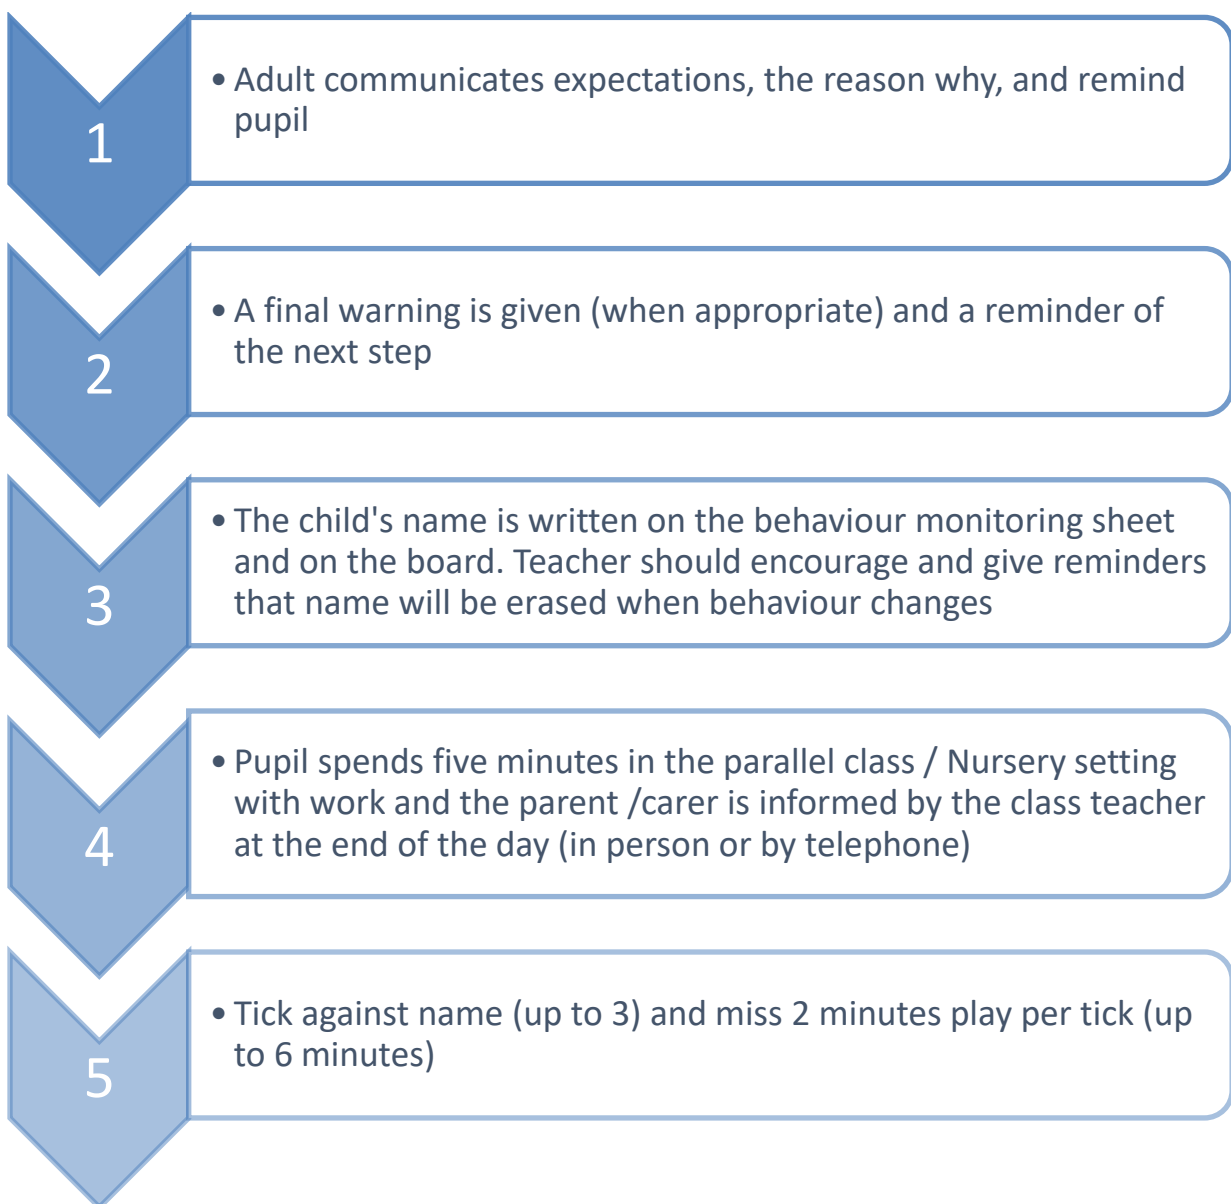 1
• Adult communicates expectations, the reason why, and remind
pupil
2
• A final warning is given (when appropriate) and a reminder of
the next step
3
• The child's name is written on the behaviour monitoring sheet
and on the board. Teacher should encourage and give reminders
that name will be erased when behaviour changes
4
• Pupil spends five minutes in the parallel class / Nursery setting
with work and the parent /carer is informed by the class teacher
at the end of the day (in person or by telephone)
5
• Tick against name (up to 3) and miss 2 minutes play per tick (up
to 6 minutes)